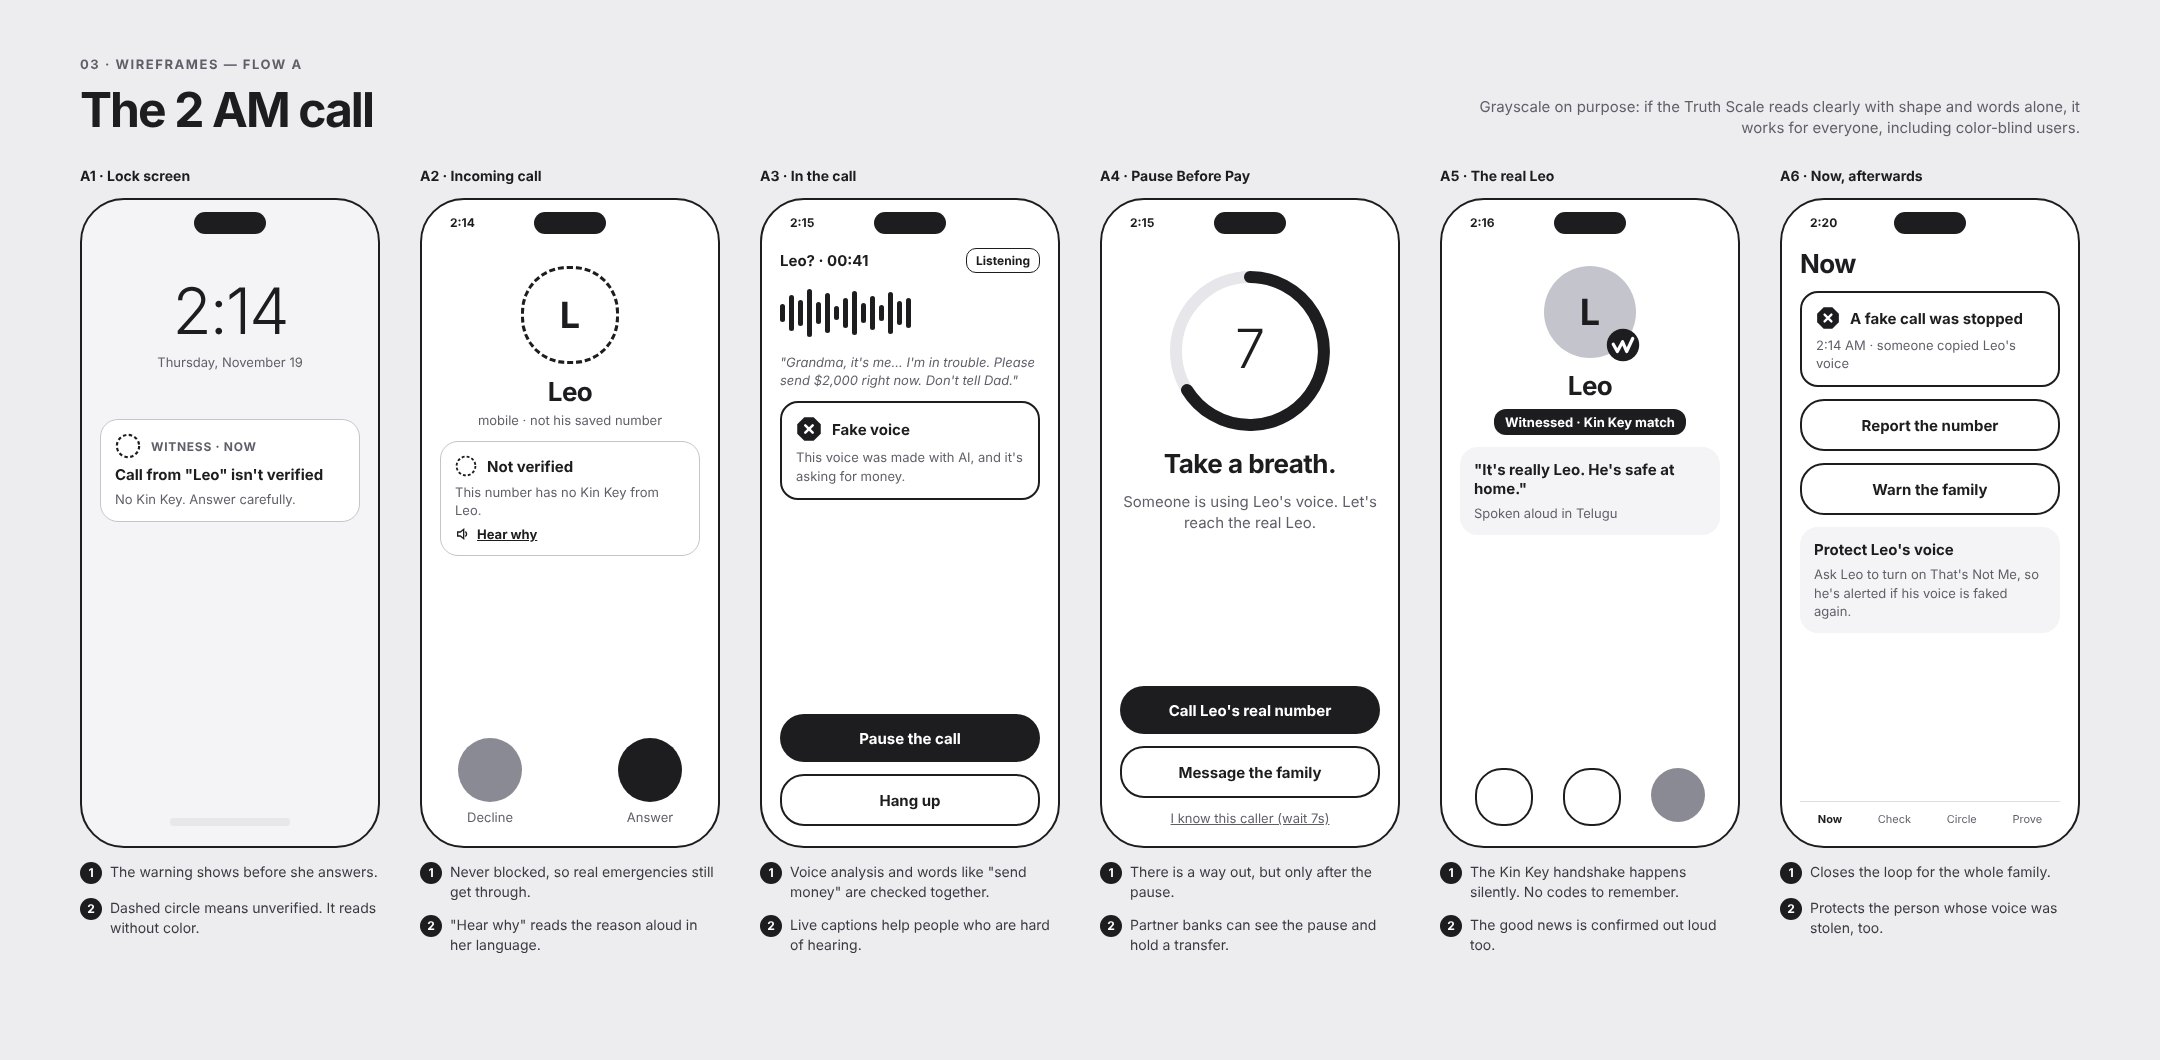 03 · WIREFRAMES — FLOW A
The 2 AM call
Grayscale on purpose: if the Truth Scale reads clearly with shape and words alone, it
works for everyone, including color-blind users.
A1 · Lock screen
2:14
Thursday, November 19
WITNESS · NOW
Call from "Leo" isn't verified
No Kin Key. Answer carefully.
1 The warning shows before she answers.
2 Dashed circle means unverified. It reads
without color.
A2 · Incoming call
2:14
L
Leo
mobile · not his saved number
Not verified
This number has no Kin Key from
Leo.
Hear why
Decline
Answer
1 Never blocked, so real emergencies still
get through.
2 "Hear why" reads the reason aloud in
her language.
A3 · In the call
2:15
Leo? · 00:41
Listening
"Grandma, it's me... I'm in trouble. Please
send $2,000 right now. Don't tell Dad."
Fake voice
This voice was made with AI, and it's
asking for money.
Pause the call
Hang up
1 Voice analysis and words like "send
money" are checked together.
2 Live captions help people who are hard
of hearing.
A4 · Pause Before Pay
2:15
7
Take a breath.
Someone is using Leo's voice. Let's
reach the real Leo.
Call Leo's real number
Message the family
I know this caller (wait 7s)
1 There is a way out, but only after the
pause.
2 Partner banks can see the pause and
hold a transfer.
A5 · The real Leo
2:16
L
Leo
Witnessed · Kin Key match
"It's really Leo. He's safe at
home."
Spoken aloud in Telugu
1 The Kin Key handshake happens
silently. No codes to remember.
2 The good news is confirmed out loud
too.
A6 · Now, afterwards
2:20
Now
A fake call was stopped
2:14 AM · someone copied Leo's
voice
Report the number
Warn the family
Protect Leo's voice
Ask Leo to turn on That's Not Me, so
he's alerted if his voice is faked
again.
Now
Check
Circle
Prove
1 Closes the loop for the whole family.
2 Protects the person whose voice was
stolen, too.